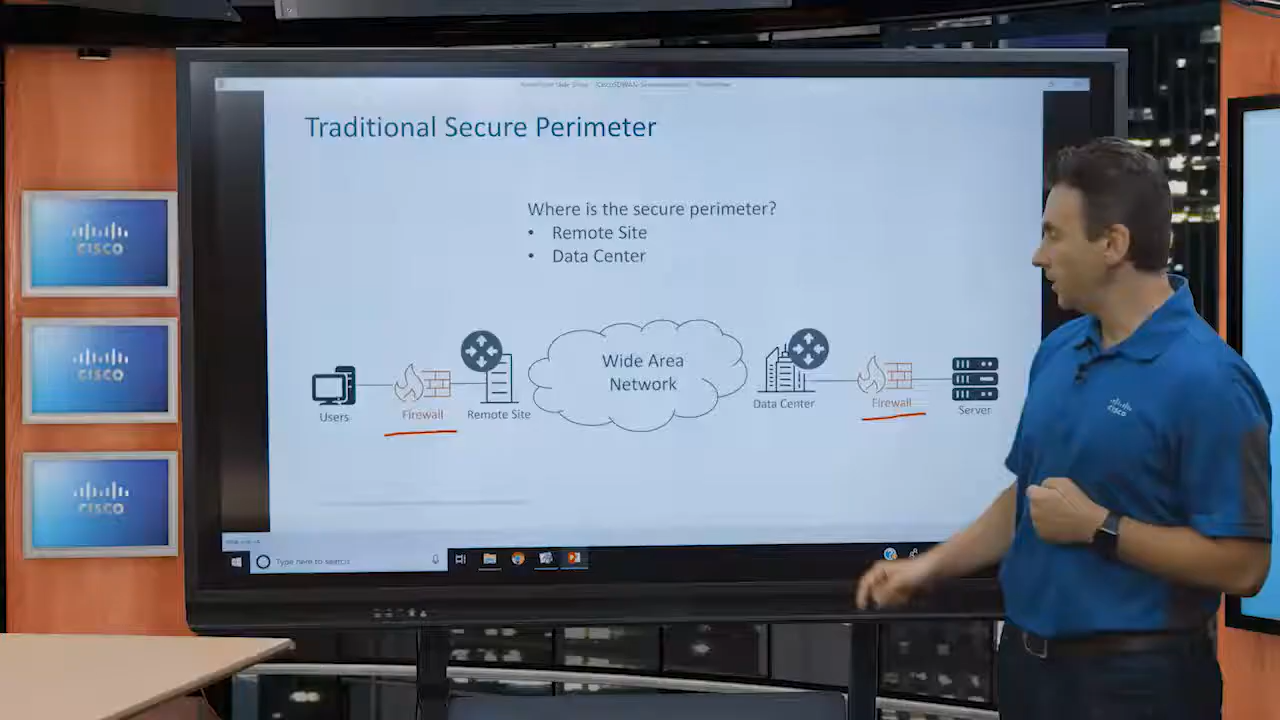 Traditional Secure Perimeter
Where is the secure perimeter?
• Remote Site
• Data Center
Wide Area
Network
Users
Firewall
Remote Site
Data Center
Firewall
Server
Type here to search
CISCO
CISCO
CISCO
CISCO